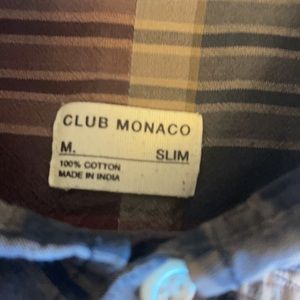 CLUB MONACO
M. SLIM
100% COTTON
MADE IN INDIA